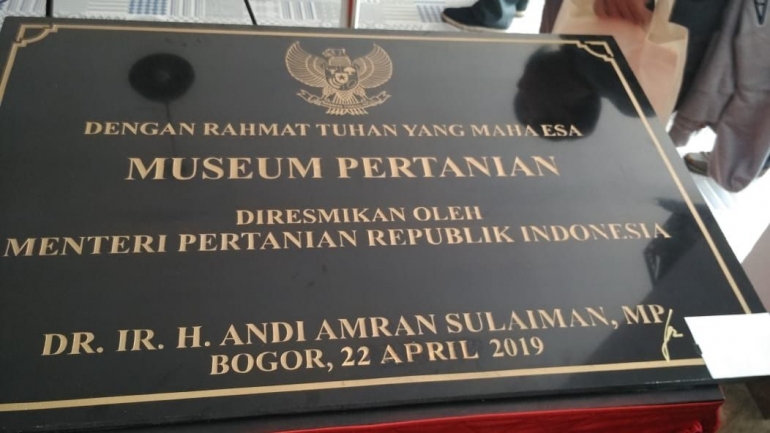 DENGAN RAHMAT TUHAN YANG MAHA ESA
MUSEUM PERTANIAN
DIRESMIKAN OLEH
MENTERI PERTANIAN REPUBLIK INDONESIA
DR. IR. H. ANDI AMRAN SULAIMAN, MP
BOGOR, 22 APRIL 2019